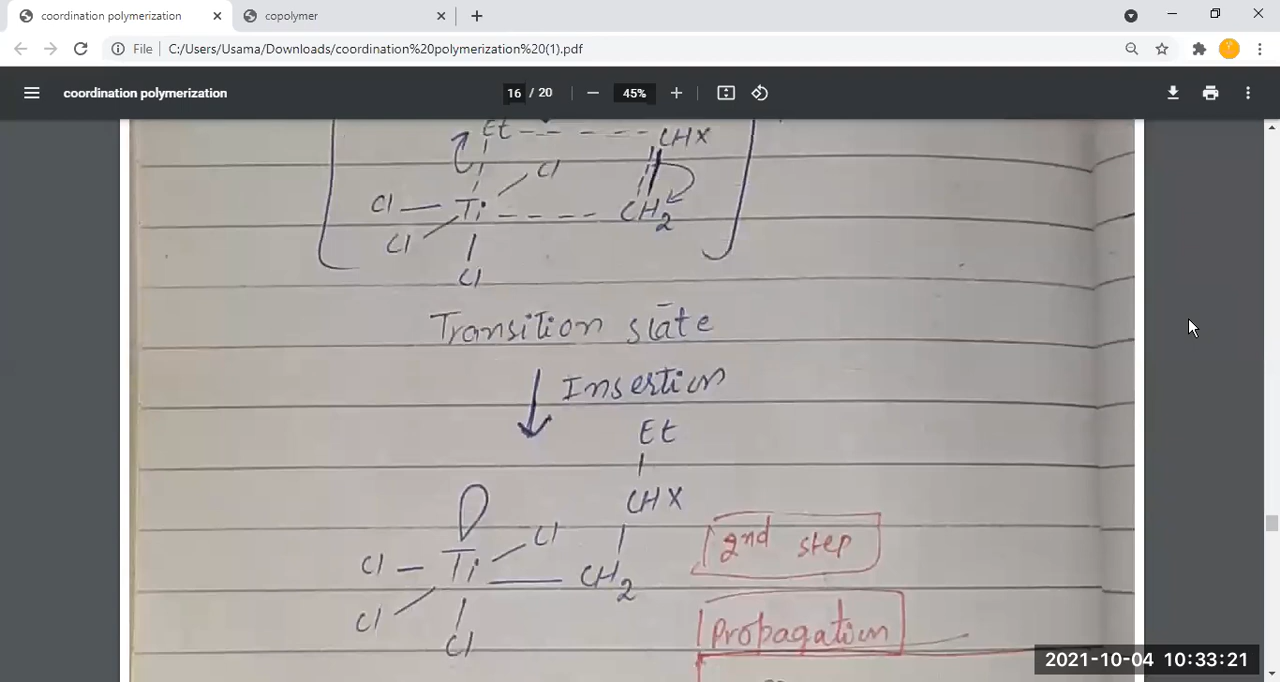 coordination polymerization
copolymer
File C:/Users/Usama/Downloads/coordination%20polymerization%20(1).pdf
coordination polymerization 16 / 20 45%
Et CHX
Cl
Cl Ti CH2
Cl
Cl
Transition state
Insertion
Et
CHX
Cl 2nd step
Cl Ti CH2
Cl
Cl Propagation
2021-10-04 10:33:21